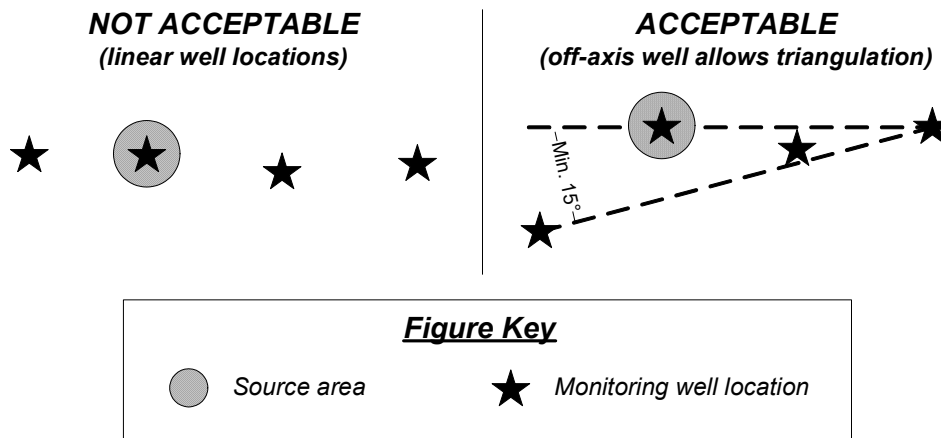 NOT ACCEPTABLE
(linear well locations)
ACCEPTABLE
(off-axis well allows triangulation)
Min. 15°
Figure Key
Source area
Monitoring well location